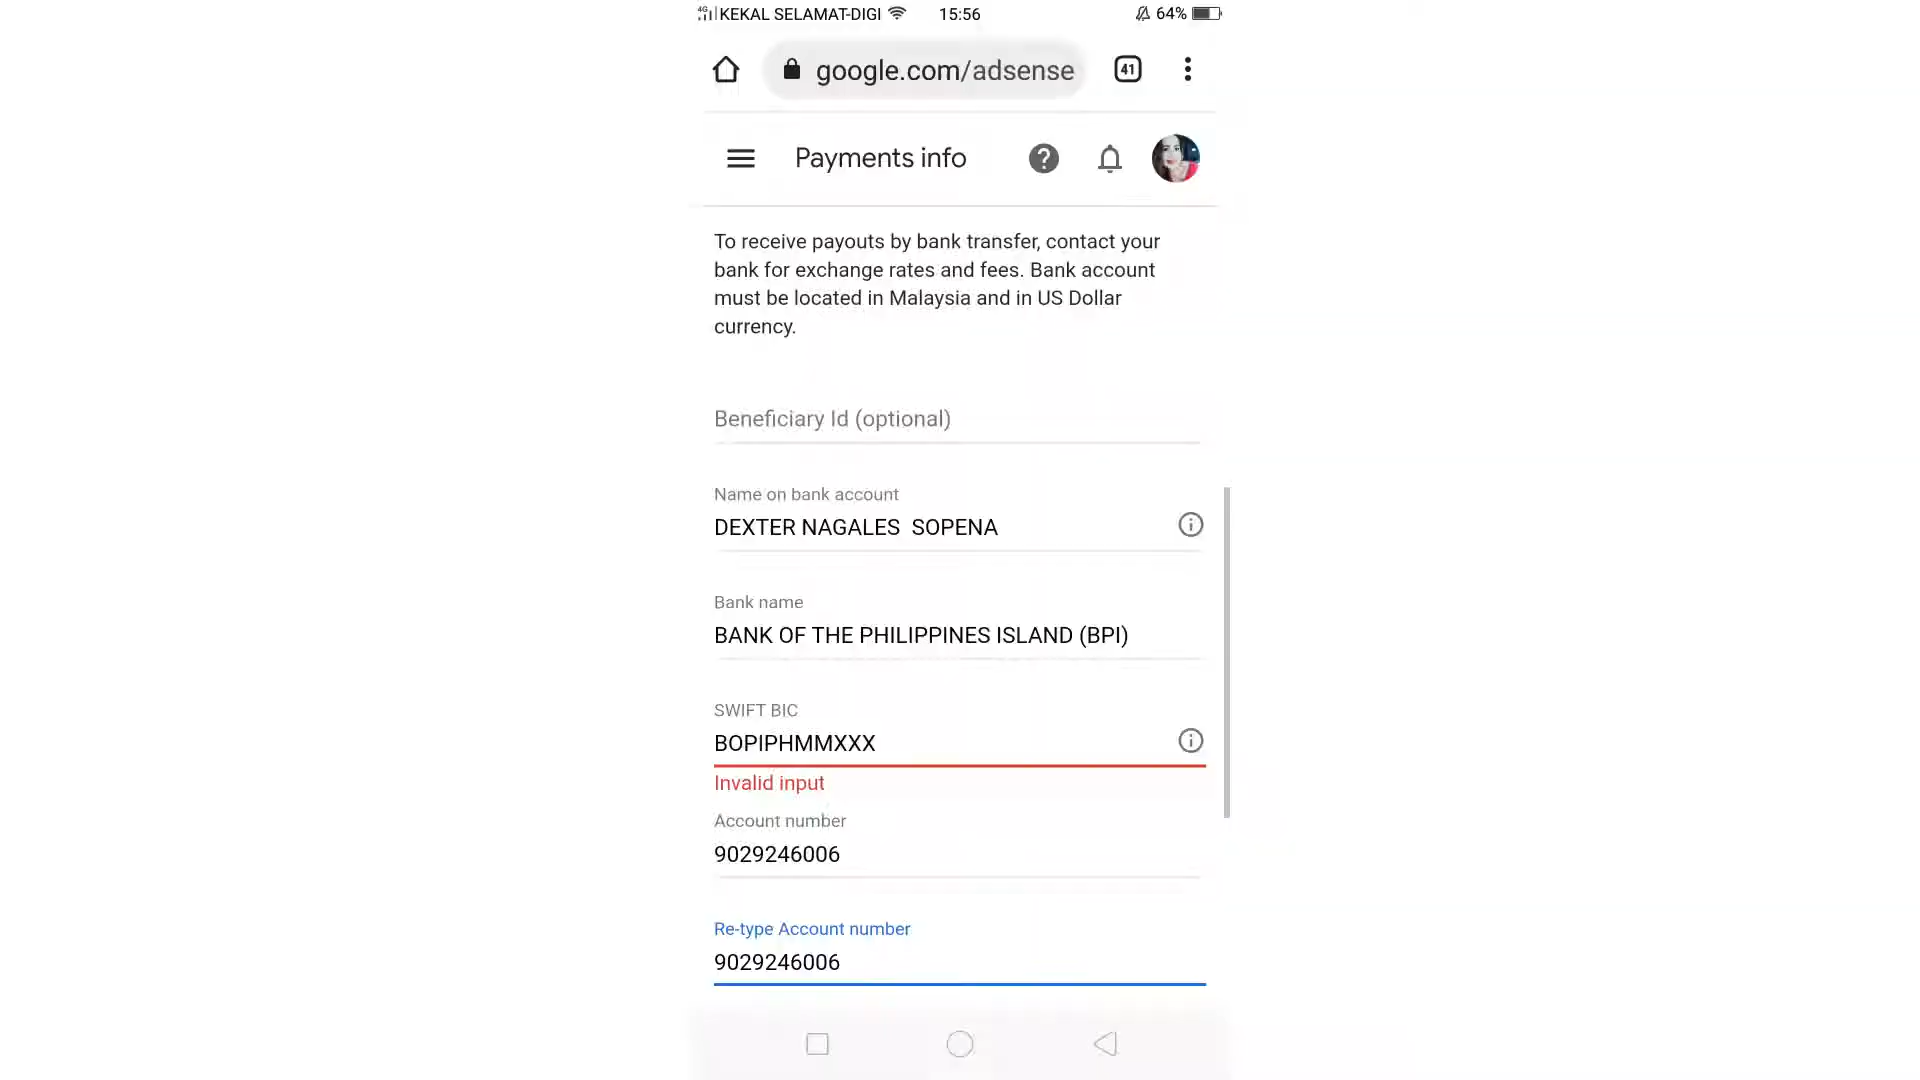 4G KEKAL SELAMAT-DIGI 15:56 64%
google.com/adsense 41
Payments info
To receive payouts by bank transfer, contact your
bank for exchange rates and fees. Bank account
must be located in Malaysia and in US Dollar
currency.
Beneficiary Id (optional)
Name on bank account
DEXTER NAGALES  SOPENA
Bank name
BANK OF THE PHILIPPINES ISLAND (BPI)
SWIFT BIC
BOPIPHMMXXX
Invalid input
Account number
9029246006
Re-type Account number
9029246006